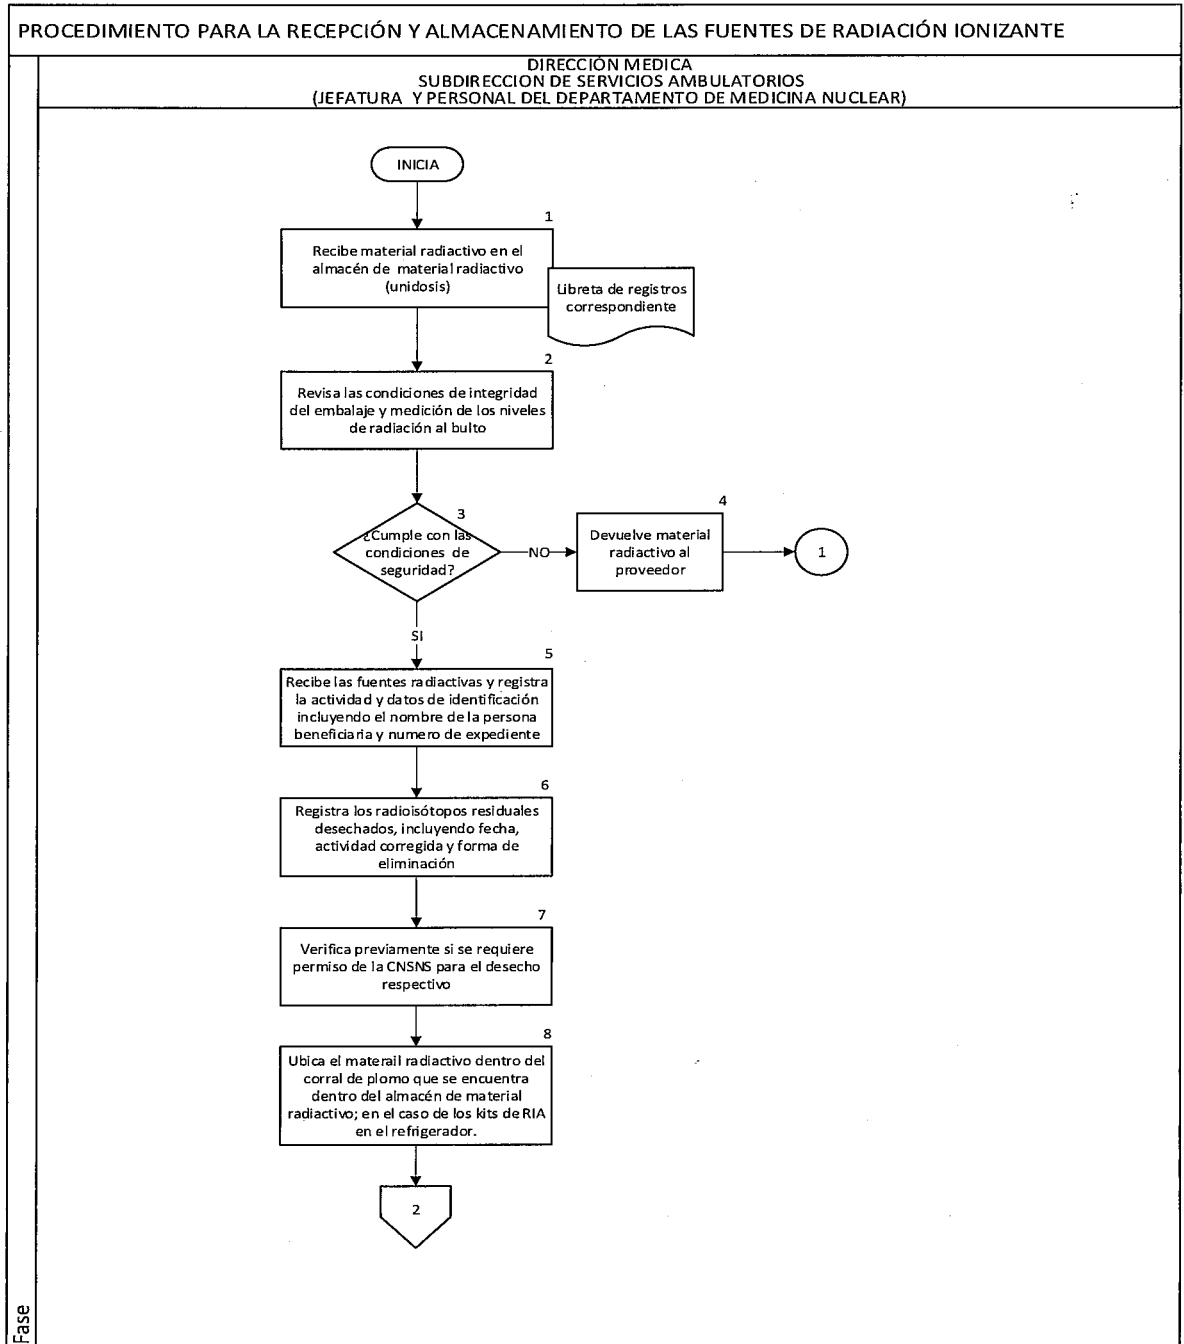 PROCEDIMIENTO PARA LA RECEPCIÓN Y ALMACENAMIENTO DE LAS FUENTES DE RADIACIÓN IONIZANTE
DIRECCIÓN MEDICA
SUBDIRECCION DE SERVICIOS AMBULATORIOS
(JEFATURA Y PERSONAL DEL DEPARTAMENTO DE MEDICINA NUCLEAR)
INICIA
1
Recibe material radiactivo en el
almacén de material radiactivo
(unidosis)
Libreta de registros
correspondiente
2
Revisa las condiciones de integridad
del embalaje y medición de los niveles
de radiación al bulto
3
¿Cumple con las
condiciones de
seguridad?
NO
4
Devuelve material
radiactivo al
proveedor
1
SI
5
Recibe las fuentes radiactivas y registra
la actividad y datos de identificación
incluyendo el nombre de la persona
beneficiaria y numero de expediente
6
Registra los radioisótopos residuales
desechados, incluyendo fecha,
actividad corregida y forma de
eliminación
7
Verifica previamente si se requiere
permiso de la CNSNS para el desecho
respectivo
8
Ubica el materail radiactivo dentro del
corral de plomo que se encuentra
dentro del almacén de material
radiactivo; en el caso de los kits de RIA
en el refrigerador.
2
Fase